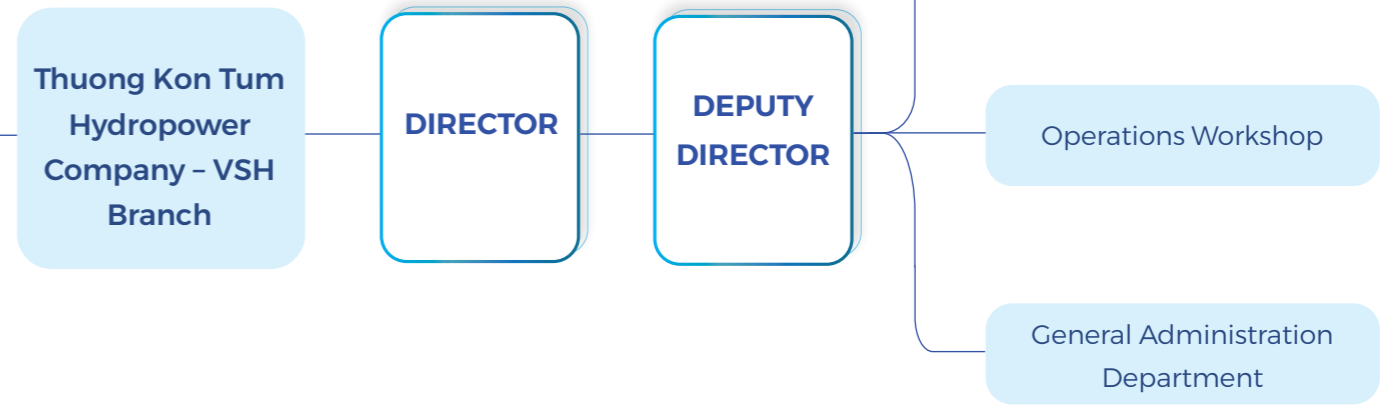 Thuong Kon Tum
Hydropower
Company – VSH
Branch
DIRECTOR
DEPUTY
DIRECTOR
Operations Workshop
General Administration
Department